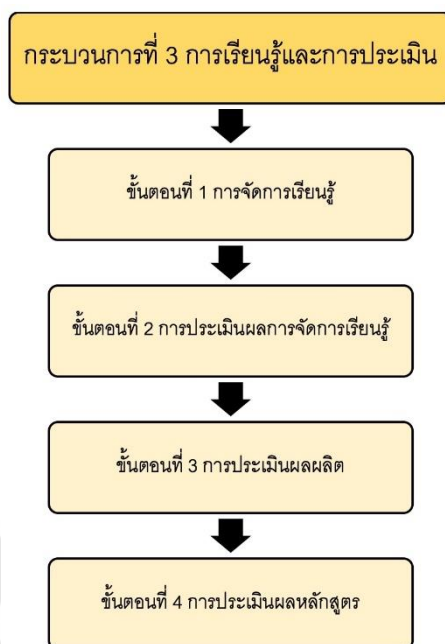 กระบวนการที่ 3 การเรียนรู้และการประเมิน
ขั้นตอนที่ 1 การจัดการเรียนรู้
ขั้นตอนที่ 2 การประเมินผลการจัดการเรียนรู้
ขั้นตอนที่ 3 การประเมินผลผลิต
ขั้นตอนที่ 4 การประเมินผลหลักสูตร